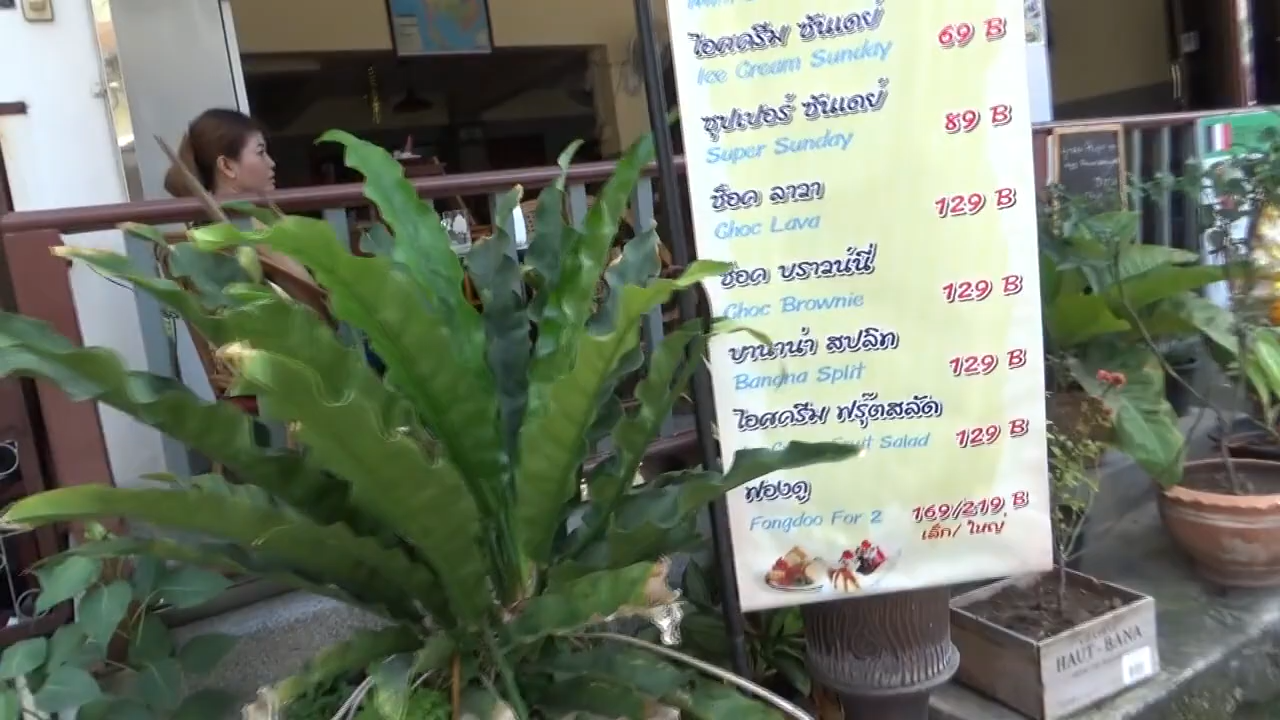 ไอศครีม ซันเดย์ 69 B
Ice Cream Sunday
ซุปเปอร์ ซันเดย์ 89 B
Super Sunday
ช๊อค ลาวา 129 B
Choc Lava
ช๊อค บราวน์นี่ 129 B
Choc Brownie
บานาน่า สปลิท 129 B
Banana Split
ไอศครีม ฟรุ๊ตสลัด 129 B
Fruit Salad
ฟองดู 169/219 B
Fongdoo For 2 เล็ก/ ใหญ่
HAUT-BANA